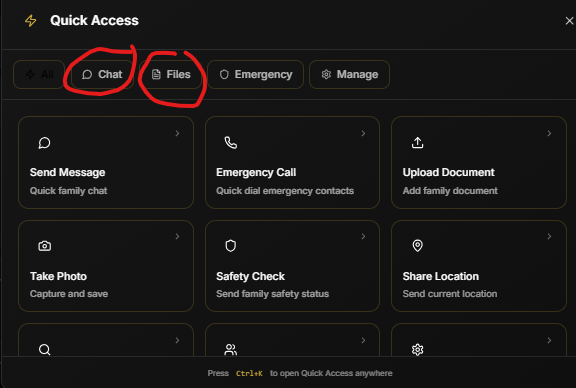 Quick Access
All Chat Files Emergency Manage
Send Message Emergency Call Upload Document
Quick family chat Quick dial emergency contacts Add family document
Take Photo Safety Check Share Location
Capture and save Send family safety status Send current location
Press Ctrl+K to open Quick Access anywhere